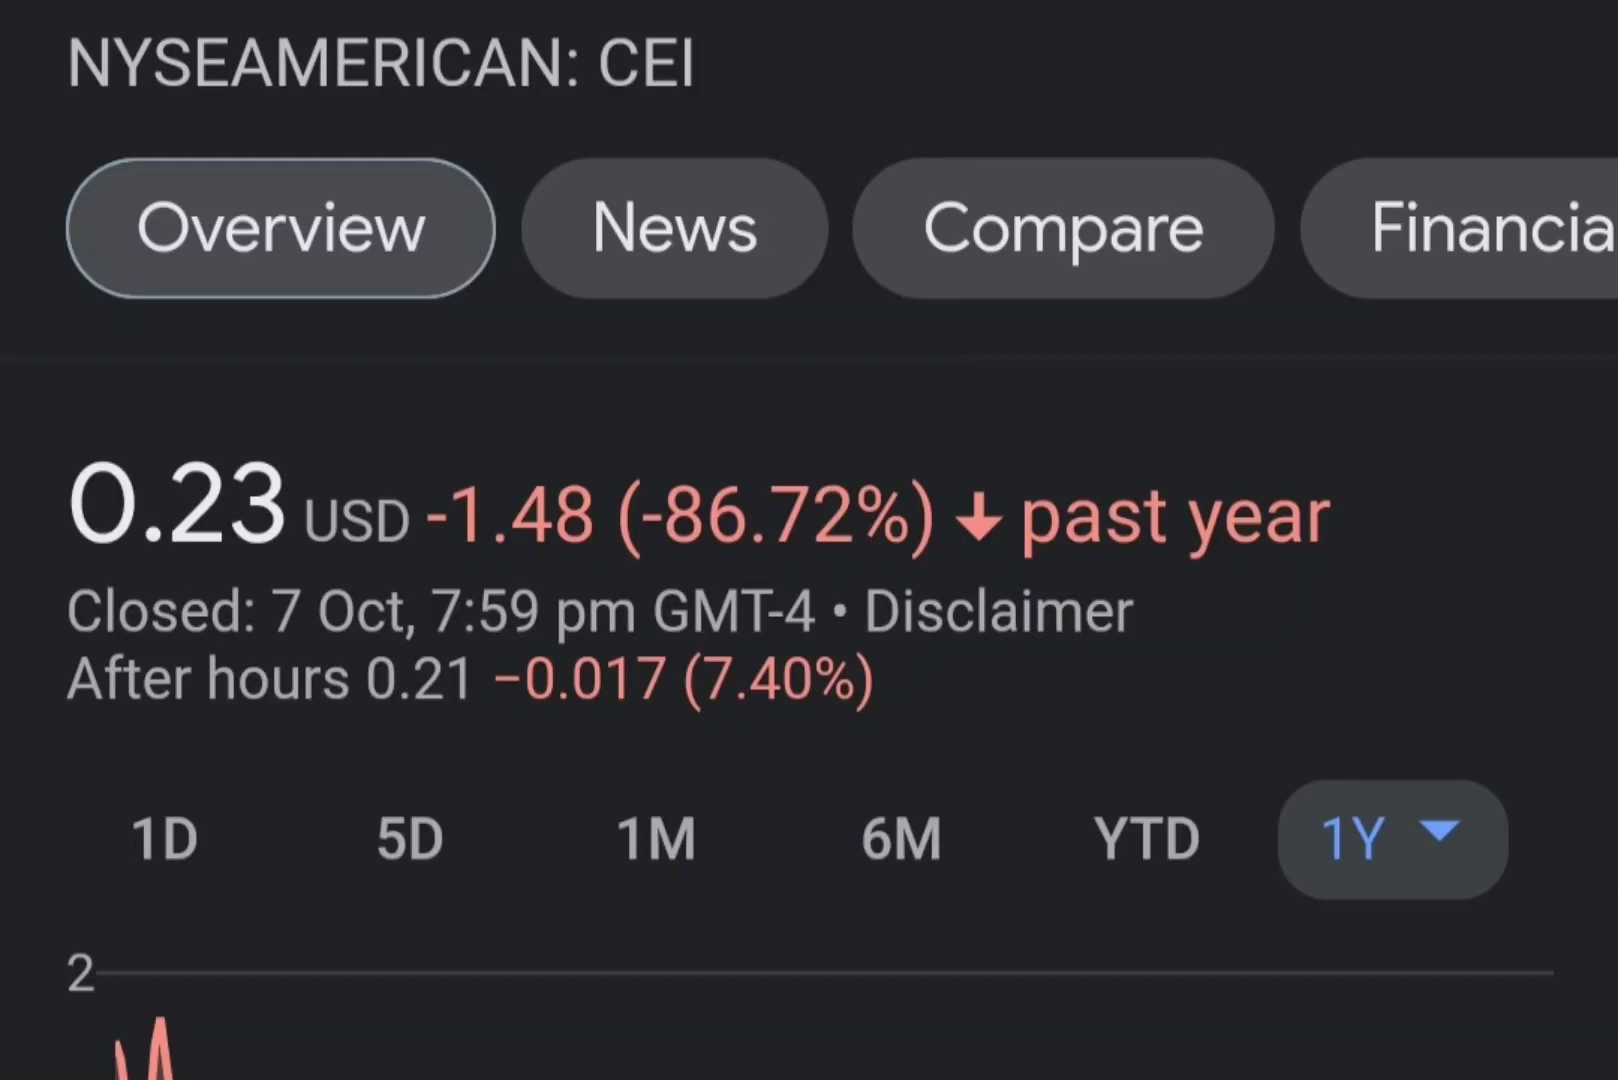 NYSEAMERICAN: CEI
Overview News Compare Financia
0.23 USD -1.48 (-86.72%) ↓ past year
Closed: 7 Oct, 7:59 pm GMT-4 • Disclaimer
After hours 0.21 −0.017 (7.40%)
1D 5D 1M 6M YTD 1Y
2